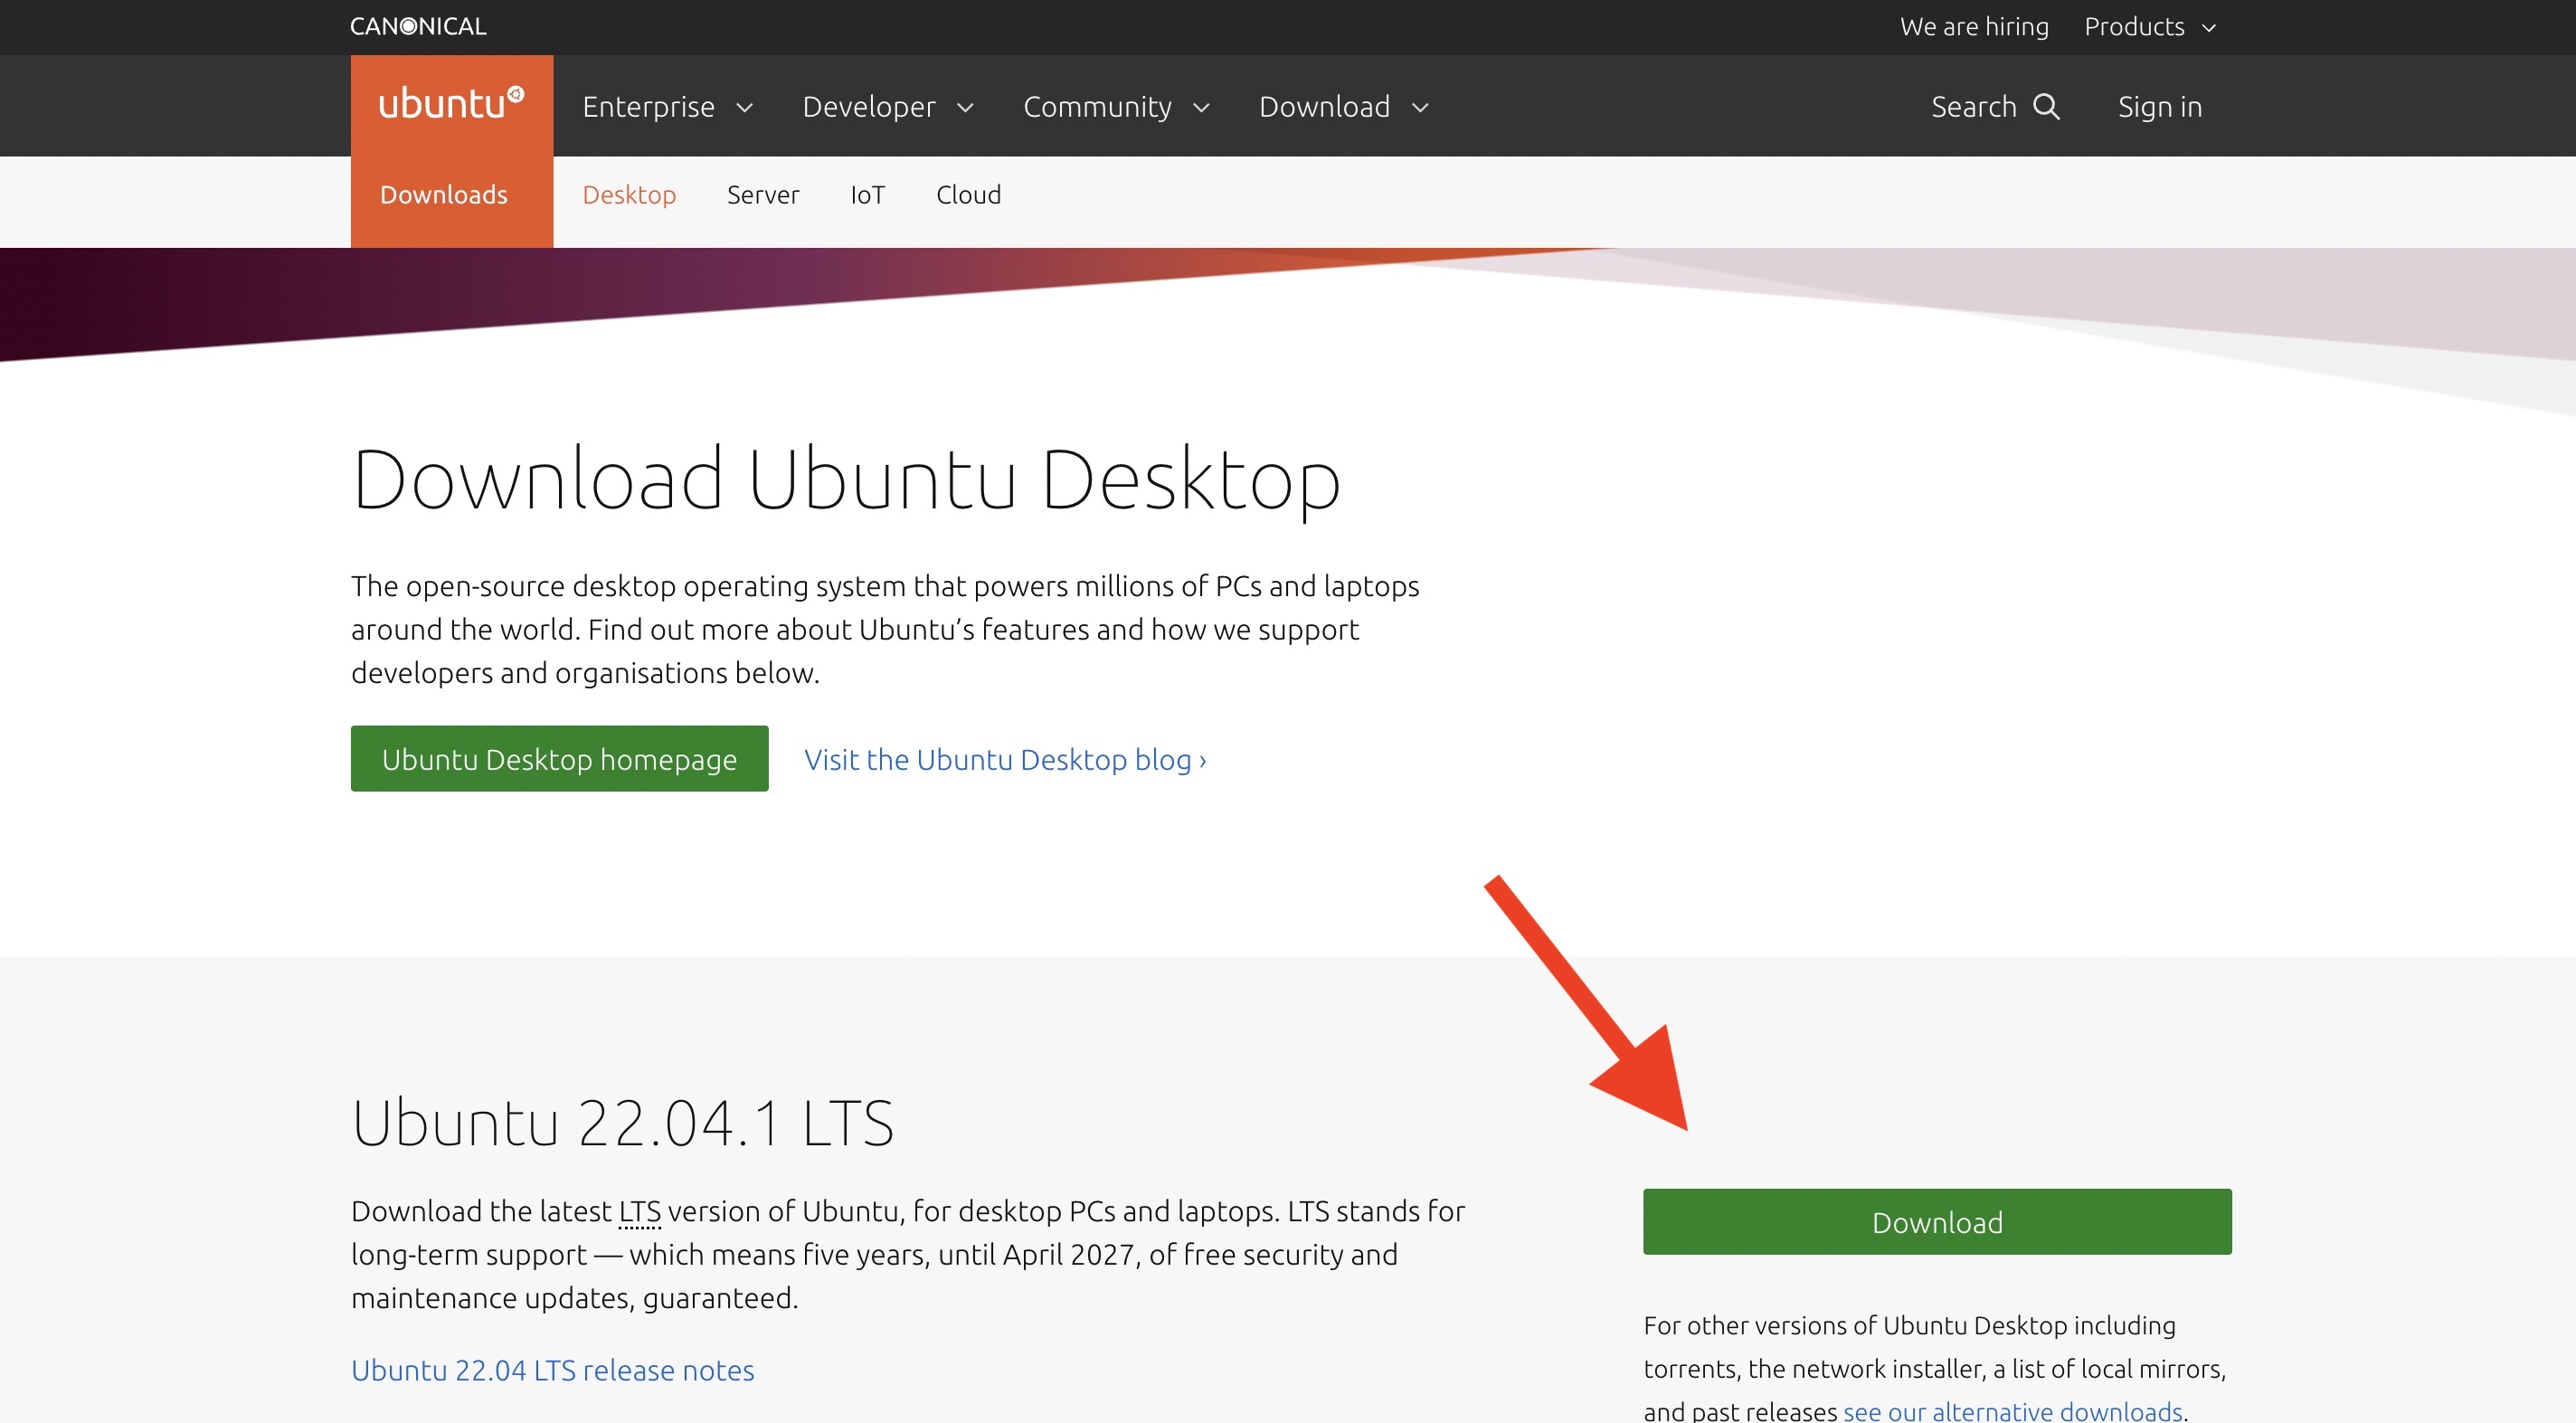 CANONICAL
We are hiring Products
ubuntu Enterprise Developer Community Download Search Sign in
Downloads Desktop Server IoT Cloud
Download Ubuntu Desktop
The open-source desktop operating system that powers millions of PCs and laptops
around the world. Find out more about Ubuntu’s features and how we support
developers and organisations below.
Ubuntu Desktop homepage Visit the Ubuntu Desktop blog ›
Ubuntu 22.04.1 LTS
Download the latest LTS version of Ubuntu, for desktop PCs and laptops. LTS stands for
long-term support — which means five years, until April 2027, of free security and
maintenance updates, guaranteed.
Ubuntu 22.04 LTS release notes
Download
For other versions of Ubuntu Desktop including
torrents, the network installer, a list of local mirrors,
and past releases see our alternative downloads.